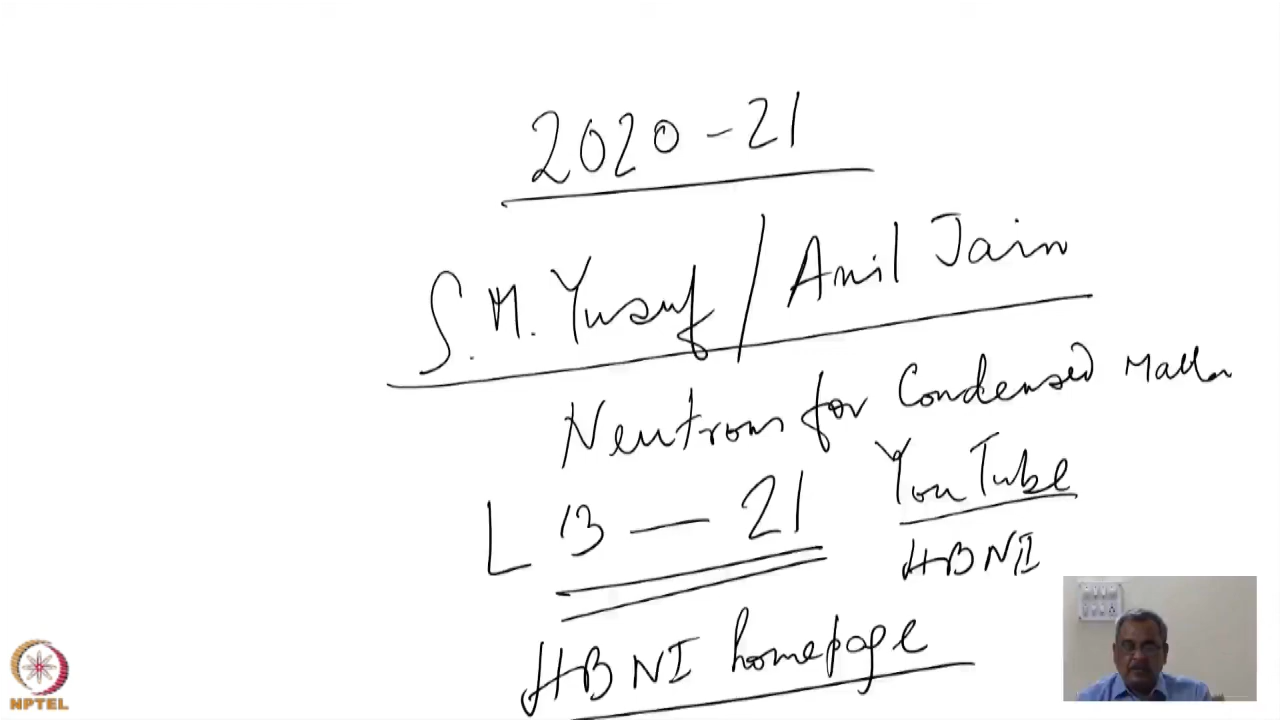 2020-21
S.M. Yusuf / Anil Jain
Neutrons for Condensed Matter
L 13 — 21 YouTube
HBNI
HBNI homepage
NPTEL